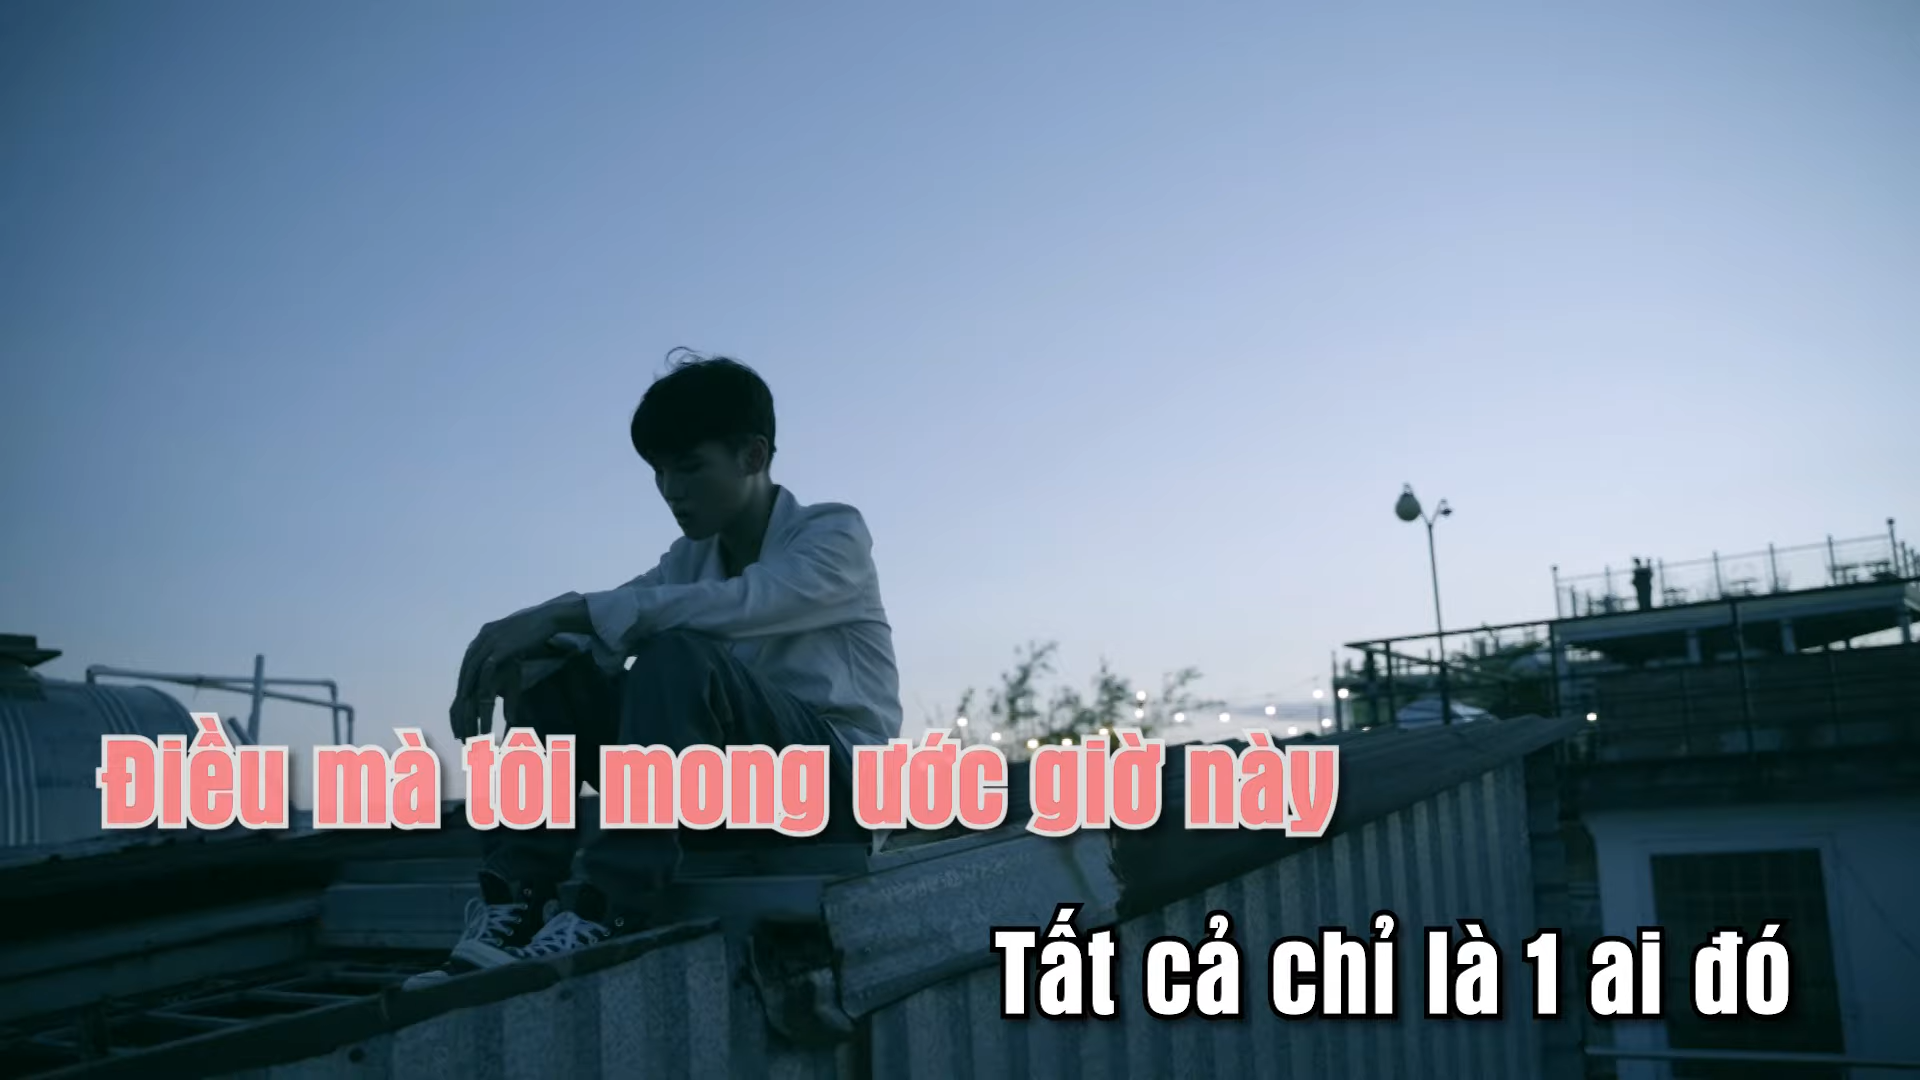 Điều mà tôi mong ước giờ này
Tất cả chỉ là 1 ai đó